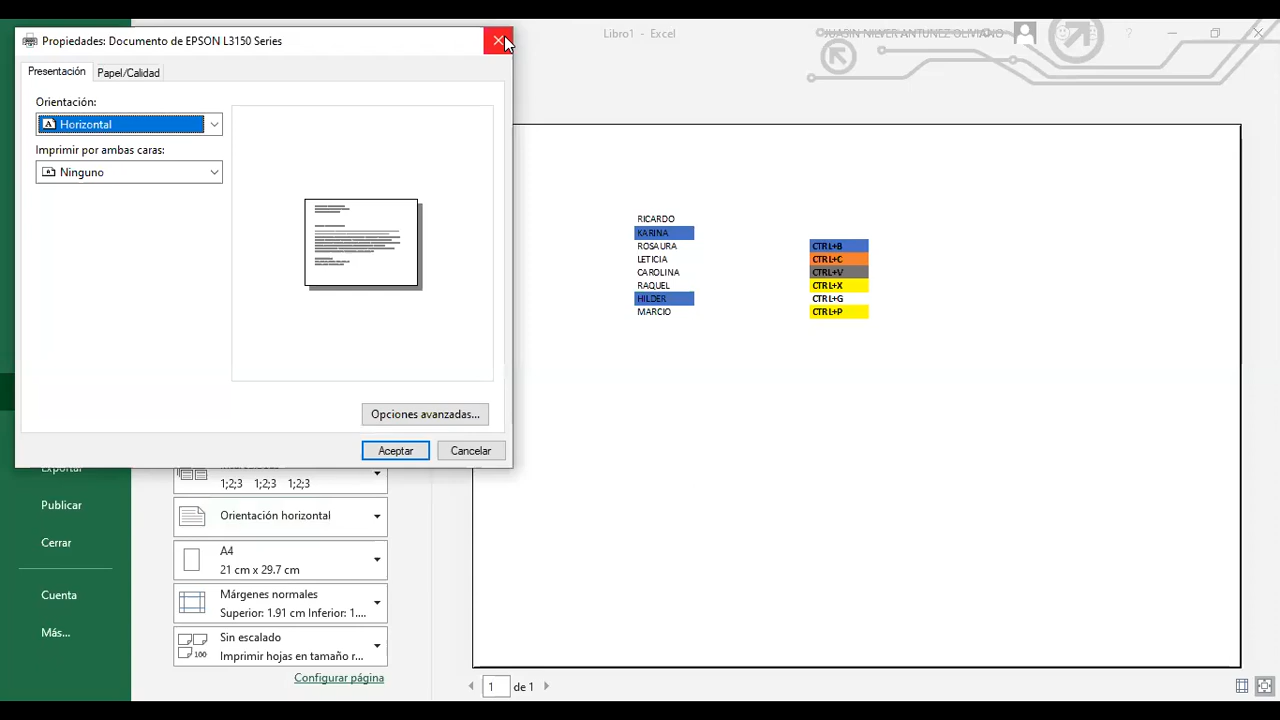 Propiedades: Documento de EPSON L3150 Series
Libro1 - Excel
Presentación
Papel/Calidad
Orientación:
Horizontal
Imprimir por ambas caras:
Ninguno
Opciones avanzadas...
Aceptar
Cancelar
Exportar
Publicar
Cerrar
Cuenta
Más...
1;2;3 1;2;3 1;2;3
Orientación horizontal
A4
21 cm x 29.7 cm
Márgenes normales
Superior: 1.91 cm Inferior: 1....
Sin escalado
100
Imprimir hojas en tamaño r...
Configurar página
RICARDO
KARINA
ROSAURA
LETICIA
CAROLINA
RAQUEL
HILDER
MARCIO
CTRL+B
CTRL+C
CTRL+V
CTRL+X
CTRL+G
CTRL+P
1 de 1